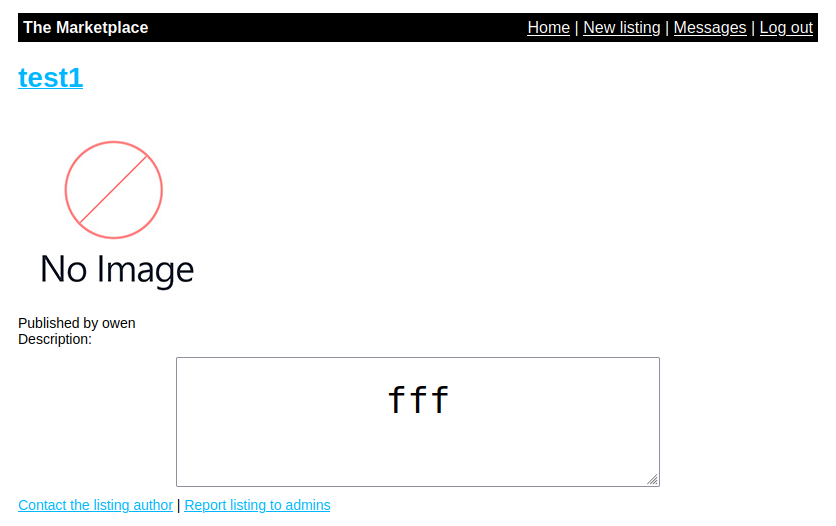 The Marketplace
Home | New listing | Messages | Log out
test1
No Image
Published by owen
Description:
fff
Contact the listing author | Report listing to admins